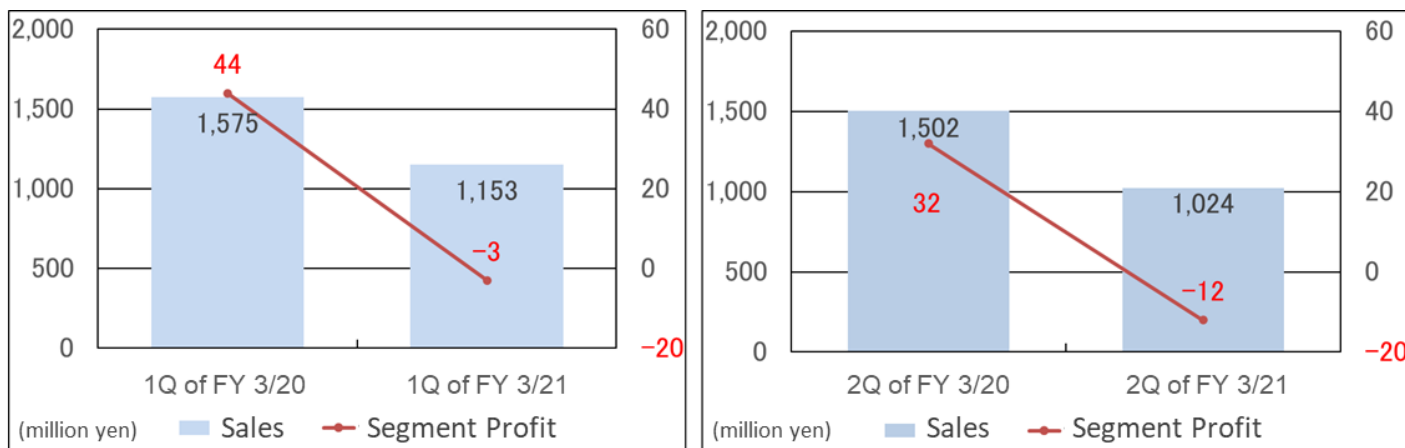 2,000
1,500
1,000
500
0
60
40
20
0
-20
44
1,575
1,153
-3
1Q of FY 3/20
1Q of FY 3/21
(million yen)
Sales
Segment Profit
2,000
1,500
1,000
500
0
60
40
20
0
-20
1,502
32
1,024
-12
2Q of FY 3/20
2Q of FY 3/21
(million yen)
Sales
Segment Profit